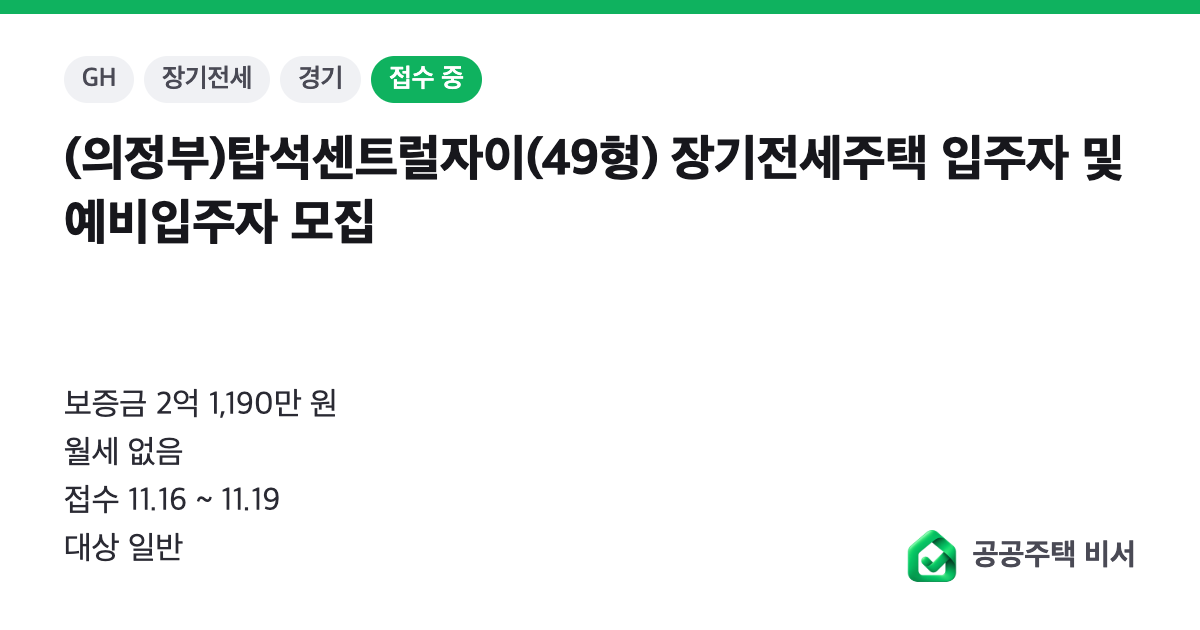 GH 장기전세 경기 접수 중
(의정부)탑석센트럴자이(49형) 장기전세주택 입주자 및
예비입주자 모집
보증금 2억 1,190만 원
월세 없음
접수 11.16 ~ 11.19
대상 일반
공공주택 비서